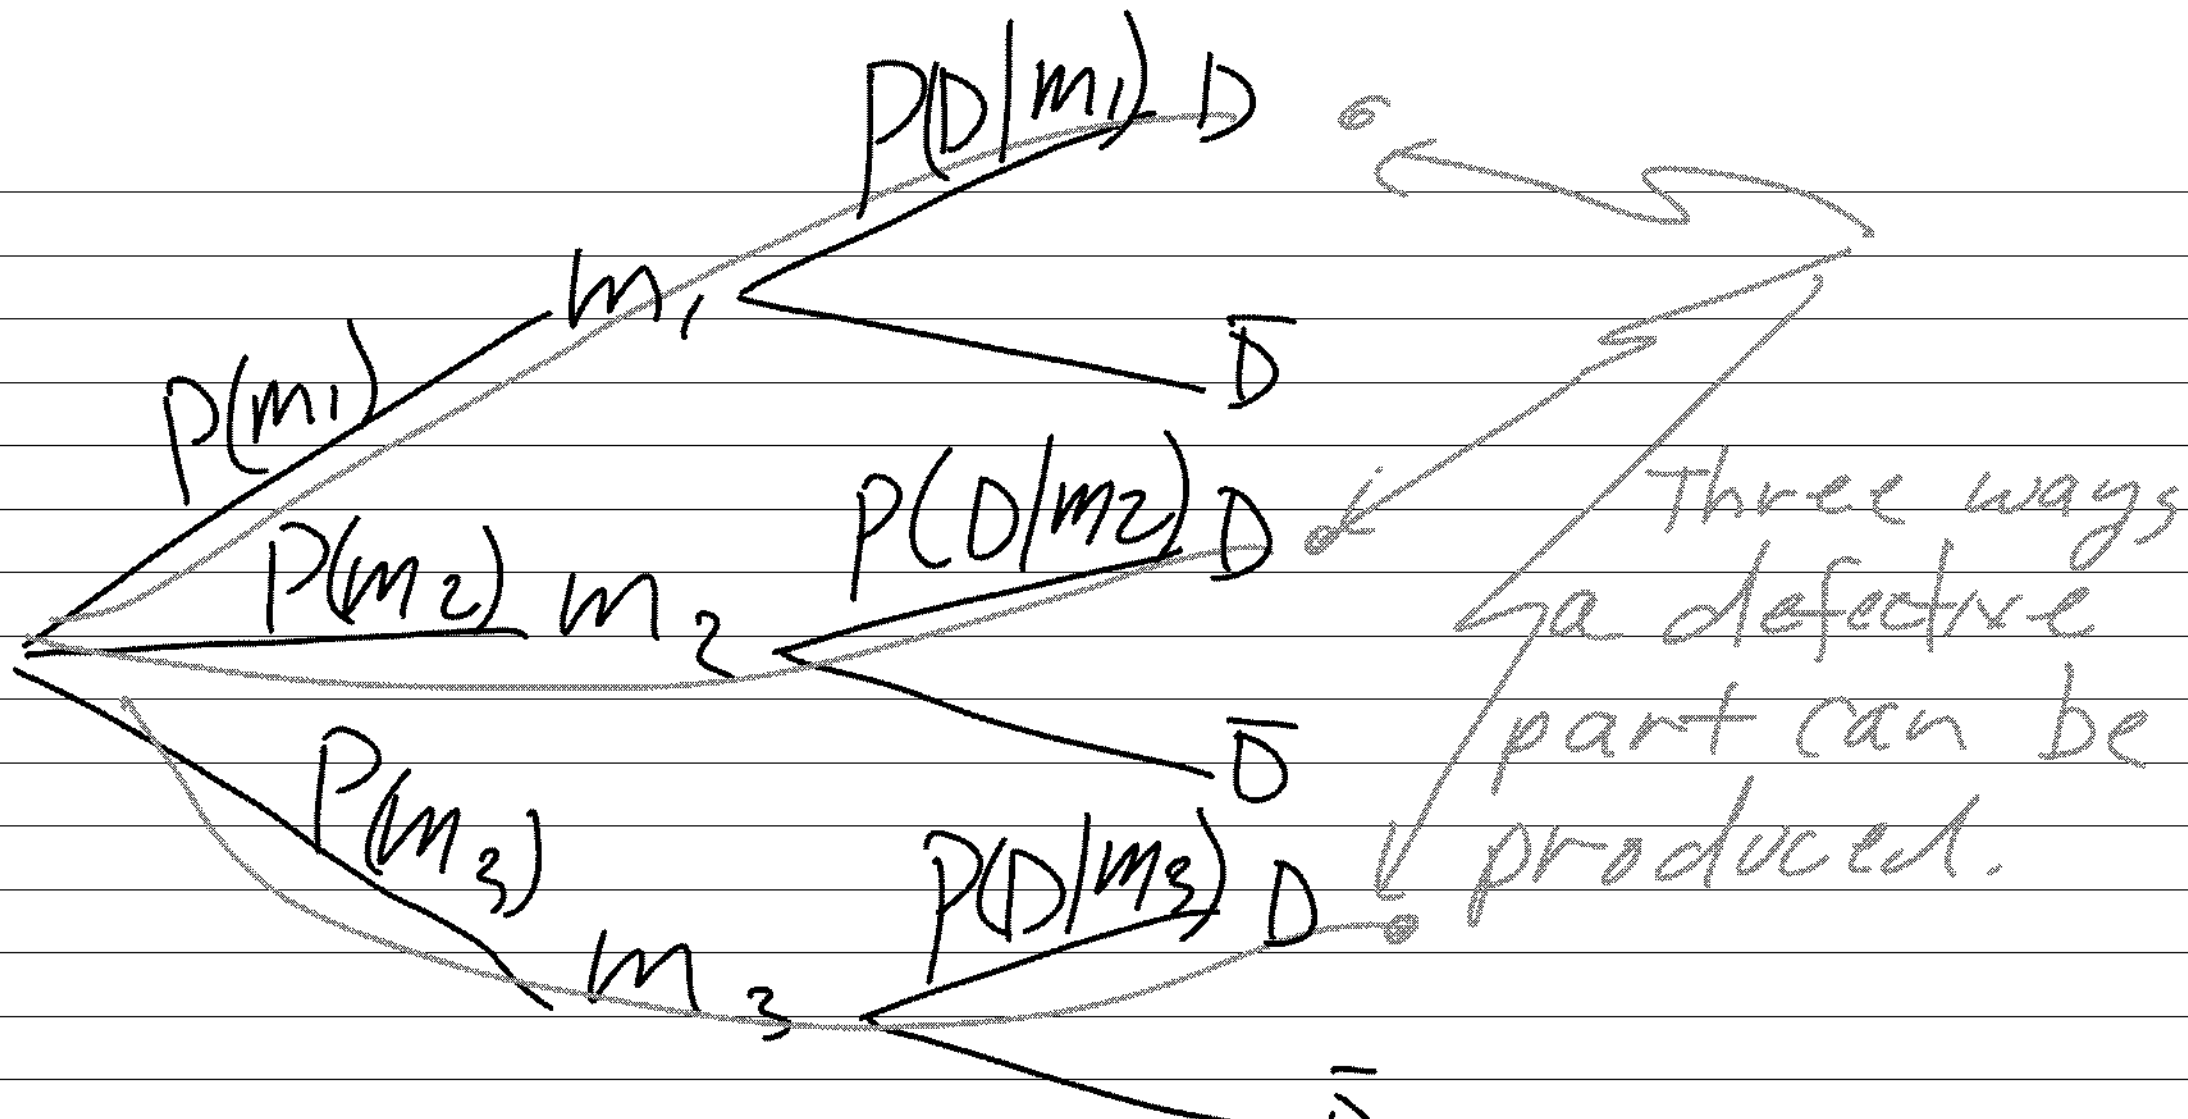 P(D/m1) D
m1
P(m1)
D̅
P(D/m2) D
P(m2) m2
D̅
P(m3)
P(D/m3) D
m3
Three ways
a defective
part can be
produced.